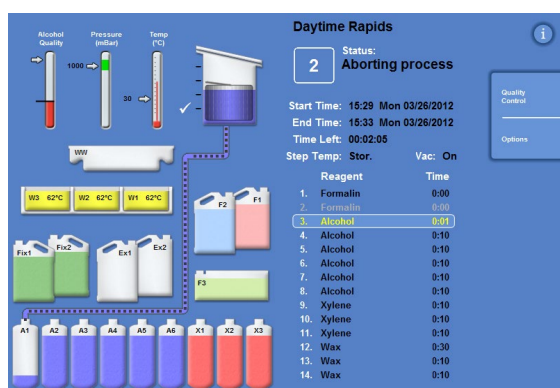 Alcohol
Quality
Pressure
(mBar)
Temp
(°C)
1000
30
WW
W3 62°C
W2 62°C
W1 62°C
F2
F1
Fix1
Fix2
Ex1
Ex2
F3
A1
A2
A3
A4
A5
A6
X1
X2
X3
Daytime Rapids
2
Status:
Aborting process
Start Time: 15:29 Mon 03/26/2012
End Time: 15:33 Mon 03/26/2012
Time Left: 00:02:05
Step Temp: Stor. Vac: On
Reagent Time
1. Formalin 0:00
2. Formalin 0:00
3. Alcohol 0:01
4. Alcohol 0:10
5. Alcohol 0:10
6. Alcohol 0:10
7. Alcohol 0:10
8. Alcohol 0:10
9. Xylene 0:10
10. Xylene 0:10
11. Xylene 0:10
12. Wax 0:30
13. Wax 0:10
14. Wax 0:10
i
Quality
Control
Options